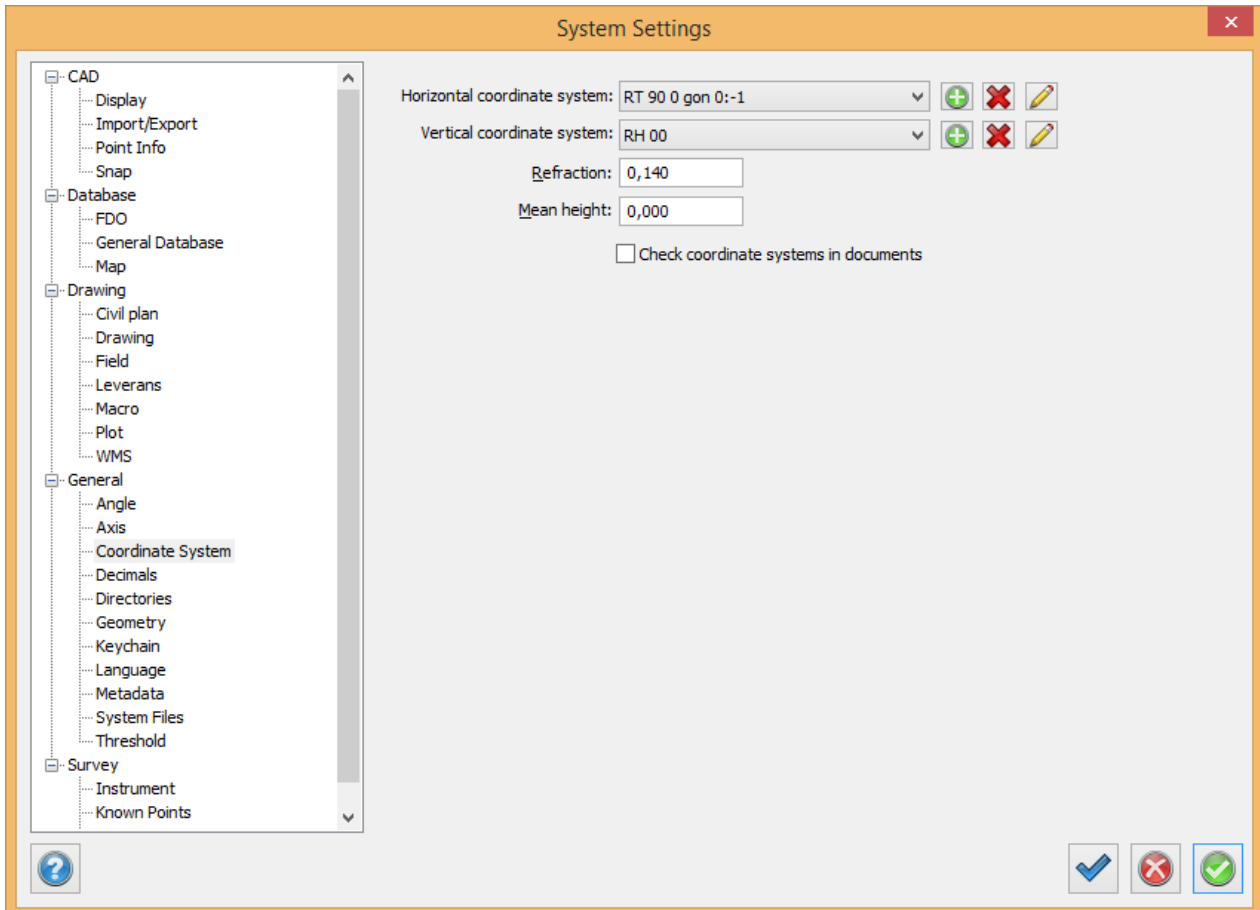 System Settings
CAD
Display
Import/Export
Point Info
Snap
Database
FDO
General Database
Map
Drawing
Civil plan
Drawing
Field
Leverans
Macro
Plot
WMS
General
Angle
Axis
Coordinate System
Decimals
Directories
Geometry
Keychain
Language
Metadata
System Files
Threshold
Survey
Instrument
Known Points
Horizontal coordinate system: RT 90 0 gon 0:-1
Vertical coordinate system: RH 00
Refraction: 0,140
Mean height: 0,000
Check coordinate systems in documents